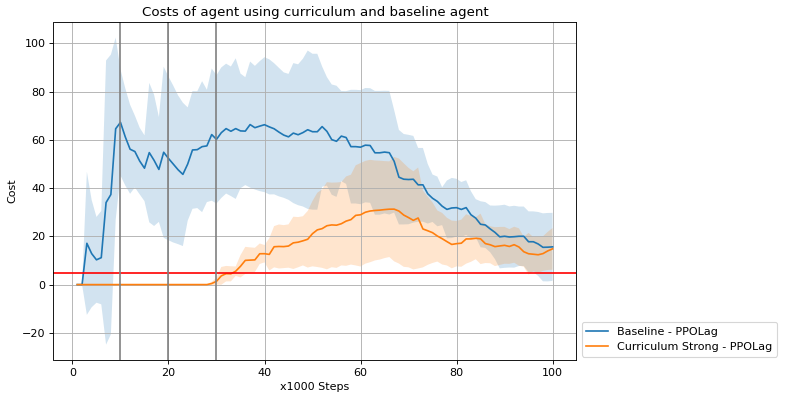 Costs of agent using curriculum and baseline agent
Cost
100
80
60
40
20
0
−20
0 20 40 60 80 100
x1000 Steps
Baseline - PPOLag
Curriculum Strong - PPOLag